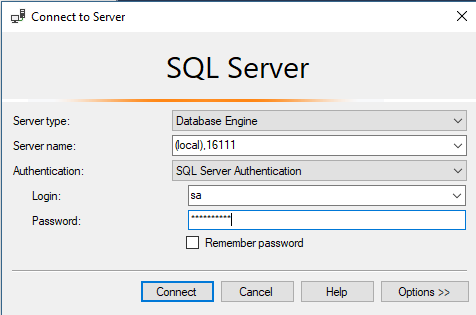 Connect to Server
SQL Server
Server type: Database Engine
Server name: (local),16111
Authentication: SQL Server Authentication
Login: sa
Password: **********
Remember password
Connect Cancel Help Options >>